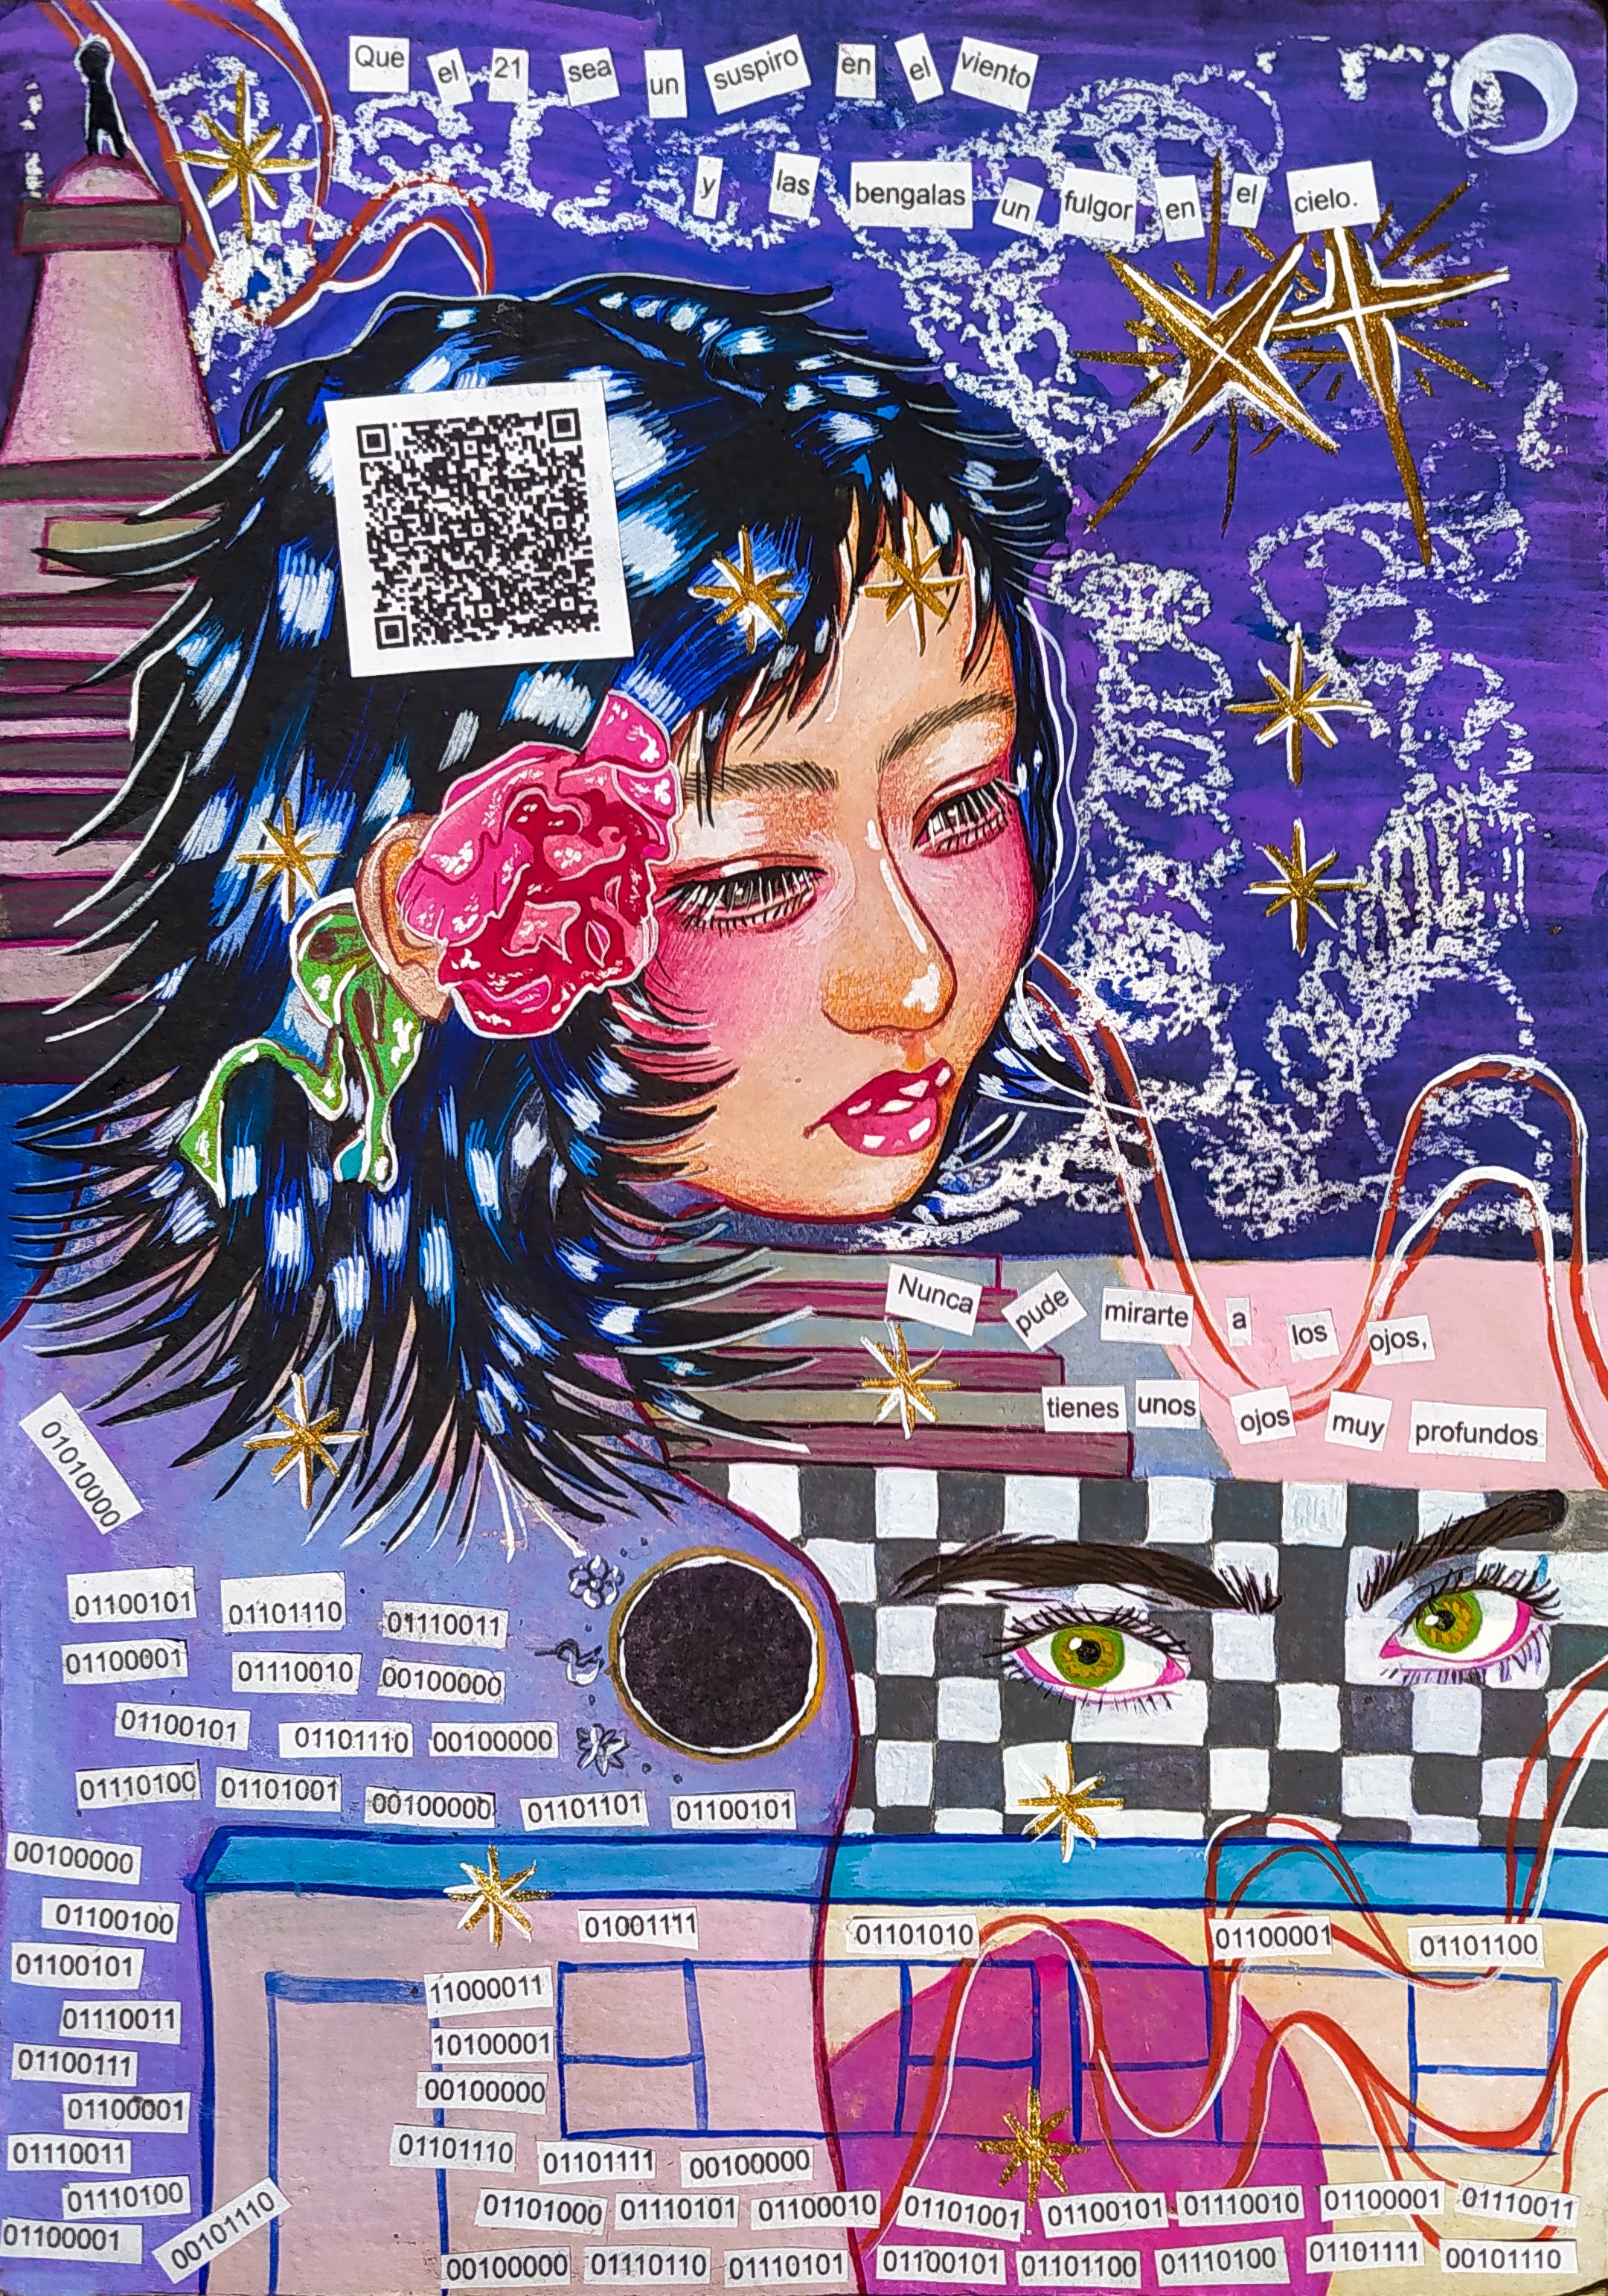 Que el 21 sea un suspiro en el viento
y las bengalas un fulgor en el cielo.
Nunca pude mirarte a los ojos,
tienes unos ojos muy profundos
01010000
01100101 01101110 01110011
01100001 01110010 00100000
01100101 01101110 00100000
01110100 01101001 00100000 01101101 01100101
00100000
01100100
01100101
01110011
01100111
01100001
01110011
01110100
01100001 00101110
01001111 01101010 01100001 01101100
11000011
10100001
00100000
01101110 01101111 00100000
01101000 01110101 01100010 01101001 01100101 01110010 01100001 01110011
00100000 01110110 01110101 01100101 01101100 01110100 01101111 00101110